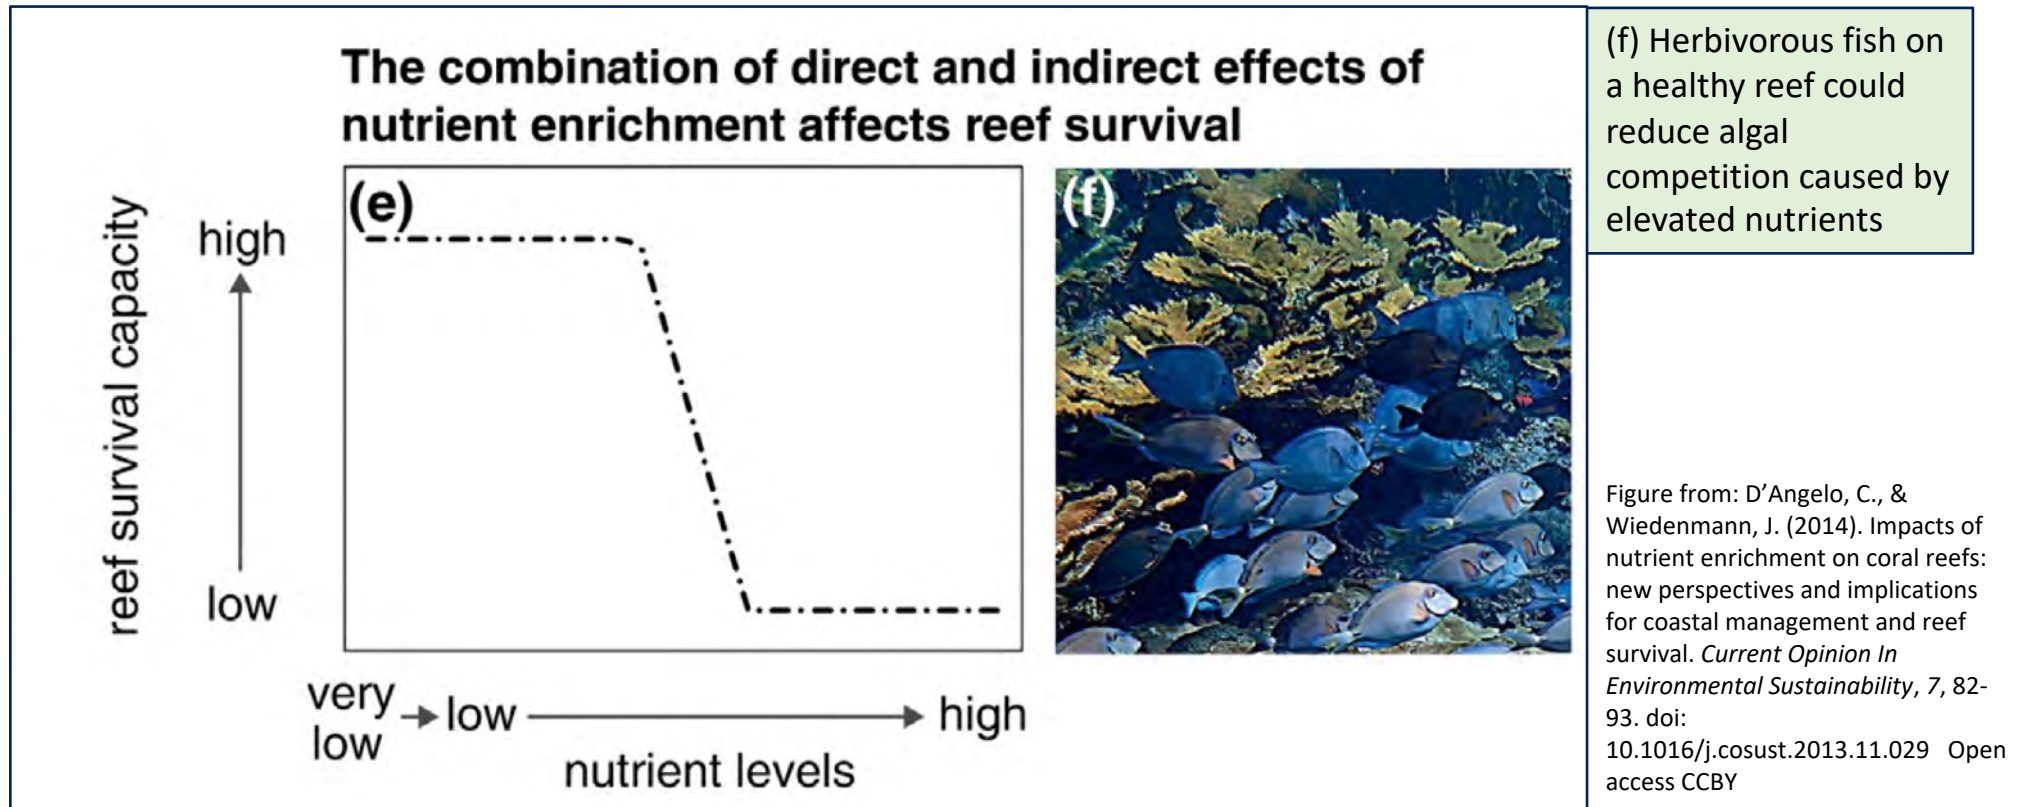 The combination of direct and indirect effects of
nutrient enrichment affects reef survival
(e)
reef survival capacity
high
low
very
low
low
high
nutrient levels
(f)
(f) Herbivorous fish on
a healthy reef could
reduce algal
competition caused by
elevated nutrients
Figure from: D’Angelo, C., &
Wiedenmann, J. (2014). Impacts of
nutrient enrichment on coral reefs:
new perspectives and implications
for coastal management and reef
survival. Current Opinion In
Environmental Sustainability, 7, 82-
93. doi:
10.1016/j.cosust.2013.11.029 Open
access CCBY